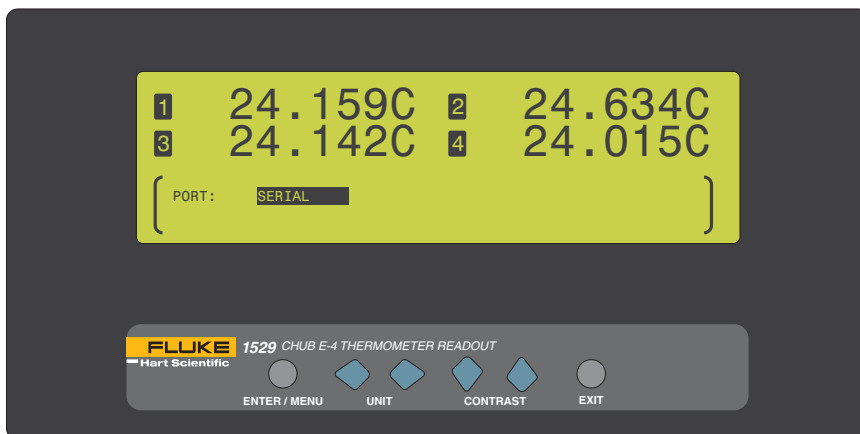 1 24.159C 2 24.634C
3 24.142C 4 24.015C
PORT: SERIAL
FLUKE 1529 CHUB E-4 THERMOMETER READOUT
Hart Scientific
ENTER / MENU UNIT CONTRAST EXIT